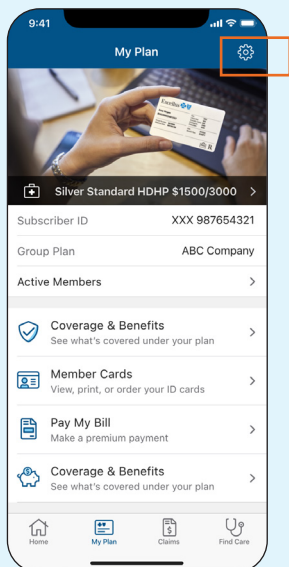 9:41
My Plan
Excellus
Silver Standard HDHP $1500/3000
Subscriber ID XXX 987654321
Group Plan ABC Company
Active Members
Coverage & Benefits
See what's covered under your plan
Member Cards
View, print, or order your ID cards
Pay My Bill
Make a premium payment
Coverage & Benefits
See what's covered under your plan
Home My Plan Claims Find Care